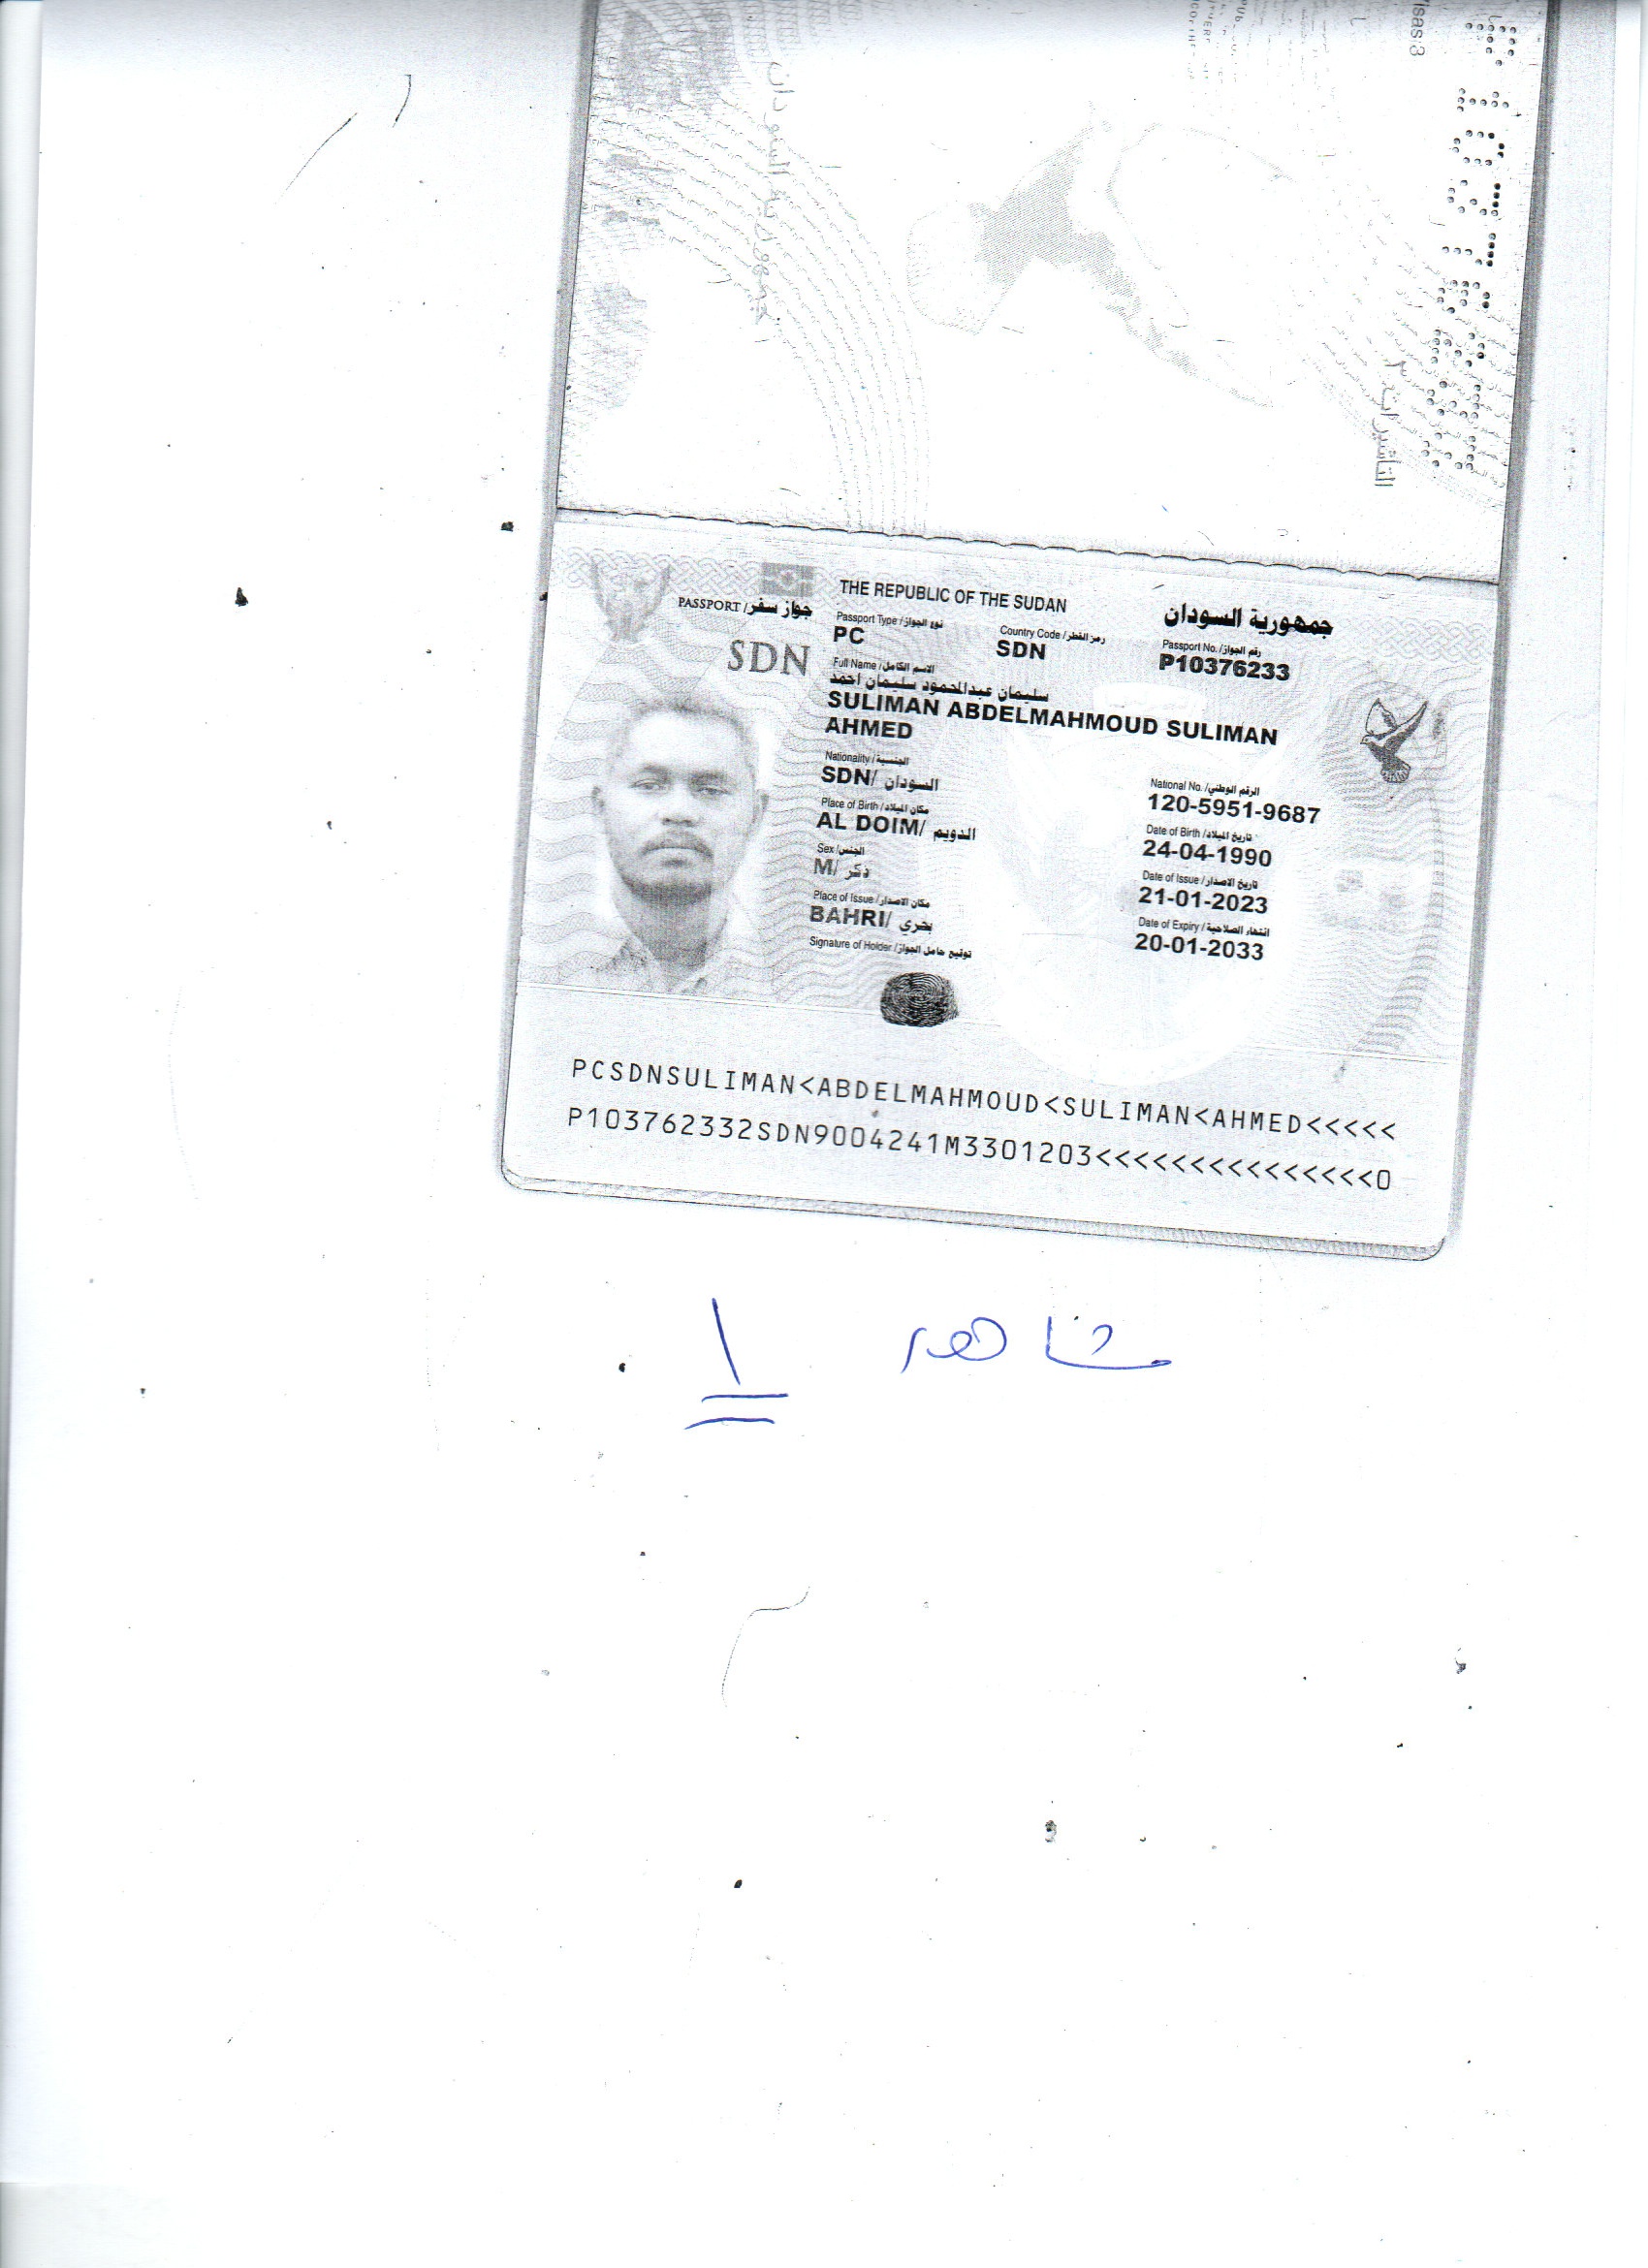 Visas 3
جمهورية السودان
التأشيرات ٣
PASSPORT / جواز سفر
THE REPUBLIC OF THE SUDAN
جمهورية السودان
SDN
Passport Type / نوع الجواز
PC
Country Code / رمز القطر
SDN
Passport No. / رقم الجواز
P10376233
Full Name / الاسم الكامل
سليمان عبدالمحمود سليمان احمد
SULIMAN ABDELMAHMOUD SULIMAN
AHMED
Nationality / الجنسية
SDN/ السودان
National No. / الرقم الوطني
120-5951-9687
Place of Birth / مكان الميلاد
AL DOIM/ الدويم
Date of Birth / تاريخ الميلاد
24-04-1990
Sex / الجنس
M/ ذكر
Date of Issue / تاريخ الاصدار
21-01-2023
Place of Issue / مكان الاصدار
BAHRI/ بحري
Date of Expiry / انتهاء الصلاحية
20-01-2033
Signature of Holder / توقيع حامل الجواز
PCSDNSULIMAN<ABDELMAHMOUD<SULIMAN<AHMED<<<<<
P103762332SDN9004241M3301203<<<<<<<<<<<<<<<0
شاهد ١